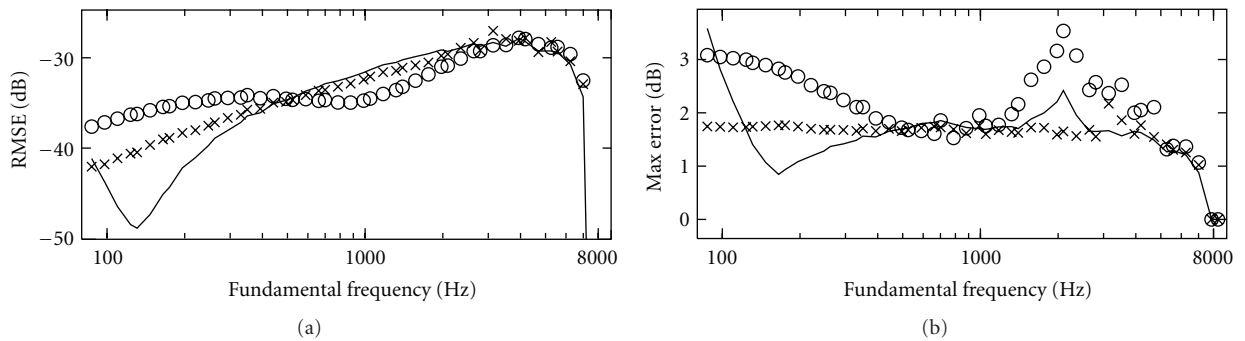 −30
−40
−50
RMSE (dB)
100
1000
8000
Fundamental frequency (Hz)
(a)
3
2
1
0
Max error (dB)
100
1000
8000
Fundamental frequency (Hz)
(b)